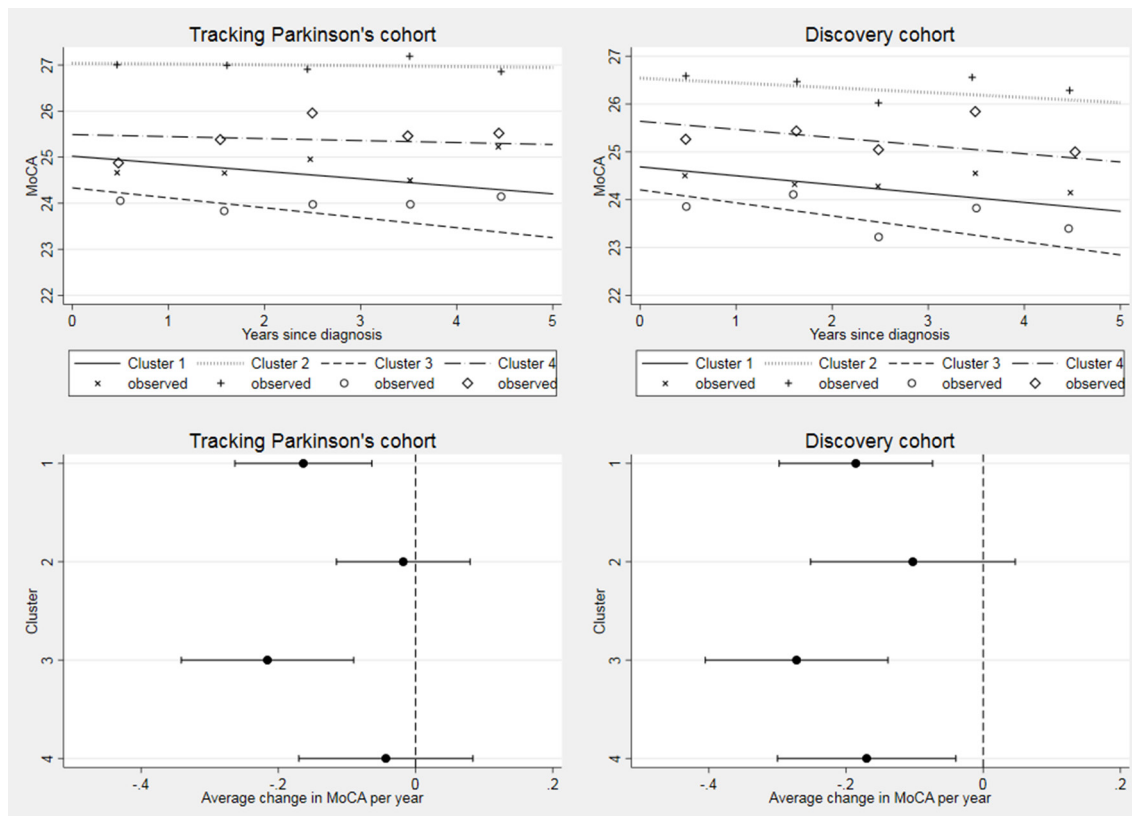 Tracking Parkinson's cohort
MoCA
27
26
25
24
23
22
0 1 2 3 4 5
Years since diagnosis
Cluster 1 Cluster 2 Cluster 3 Cluster 4
observed observed observed observed
Discovery cohort
MoCA
27
26
25
24
23
22
0 1 2 3 4 5
Years since diagnosis
Cluster 1 Cluster 2 Cluster 3 Cluster 4
observed observed observed observed
Tracking Parkinson's cohort
Cluster
1
2
3
4
-.4 -.2 0 .2
Average change in MoCA per year
Discovery cohort
Cluster
1
2
3
4
-.4 -.2 0 .2
Average change in MoCA per year